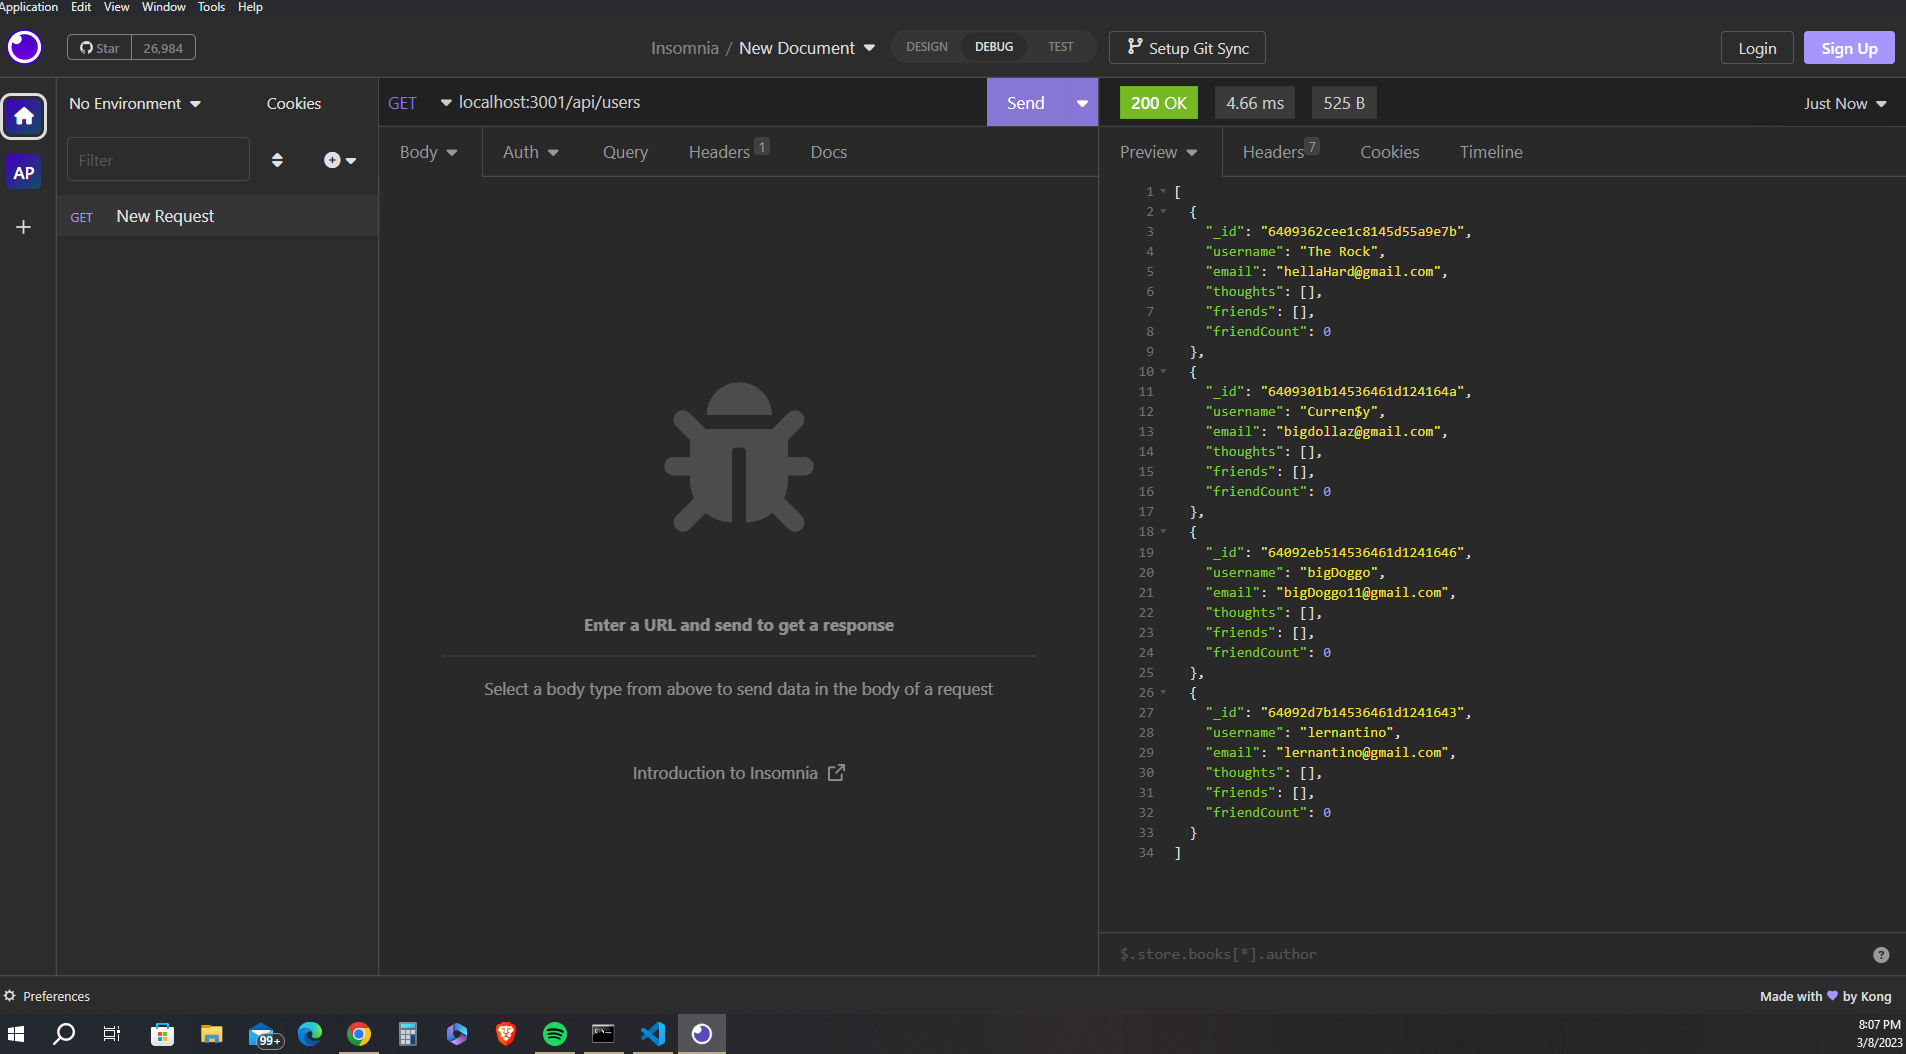 Application Edit View Window Tools Help
Star 26,984
Insomnia / New Document
DESIGN DEBUG TEST
Setup Git Sync
Login
Sign Up
AP
No Environment
Cookies
Filter
GET New Request
GET localhost:3001/api/users
Send
Body Auth Query Headers 1 Docs
Enter a URL and send to get a response
Select a body type from above to send data in the body of a request
Introduction to Insomnia
200 OK 4.66 ms 525 B Just Now
Preview Headers 7 Cookies Timeline
1 [
2 {
3 "_id": "6409362cee1c8145d55a9e7b",
4 "username": "The Rock",
5 "email": "hellaHard@gmail.com",
6 "thoughts": [],
7 "friends": [],
8 "friendCount": 0
9 },
10 {
11 "_id": "6409301b14536461d124164a",
12 "username": "Curren$y",
13 "email": "bigdollaz@gmail.com",
14 "thoughts": [],
15 "friends": [],
16 "friendCount": 0
17 },
18 {
19 "_id": "64092eb514536461d1241646",
20 "username": "bigDoggo",
21 "email": "bigDoggo11@gmail.com",
22 "thoughts": [],
23 "friends": [],
24 "friendCount": 0
25 },
26 {
27 "_id": "64092d7b14536461d1241643",
28 "username": "lernantino",
29 "email": "lernantino@gmail.com",
30 "thoughts": [],
31 "friends": [],
32 "friendCount": 0
33 }
34 ]
$.store.books[*].author
Preferences
Made with 💜 by Kong
99+
8:07 PM
3/8/2023